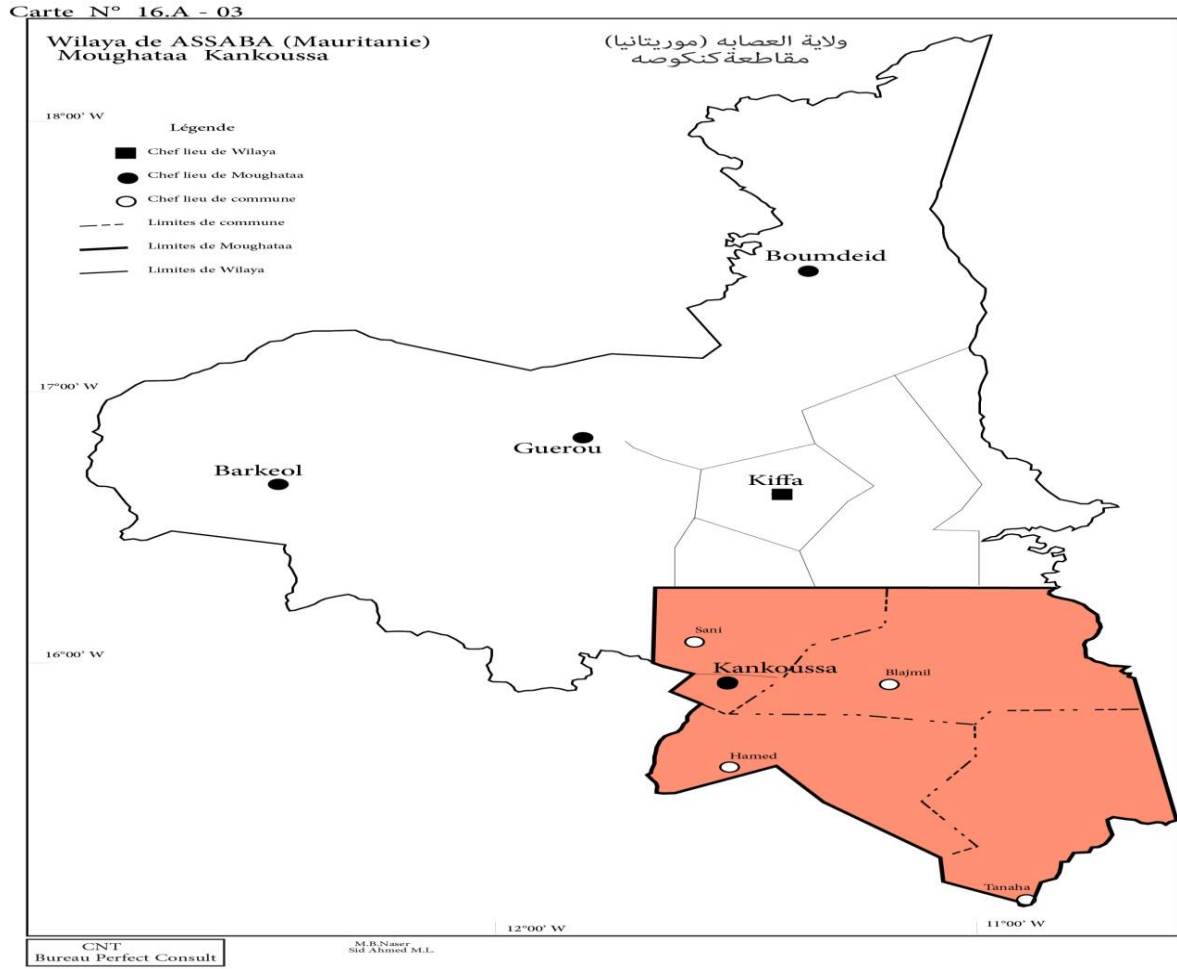 Carte N° 16.A - 03
Wilaya de ASSABA (Mauritanie)
Moughataa Kankoussa
ولاية العصابه (موريتانيا)
مقاطعة كنكوصه
18°00' W
Légende
Chef lieu de Wilaya
Chef lieu de Moughataa
Chef lieu de commune
Limites de commune
Limites de Moughataa
Limites de Wilaya
Boumdeid
17°00' W
Guerou
Barkeol
Kiffa
Sani
16°00' W
Kankoussa
Blajmil
Hamed
Tanaha
12°00' W
11°00' W
CNT
Bureau Perfect Consult
M.B.Naser
Sid Ahmed M.L.